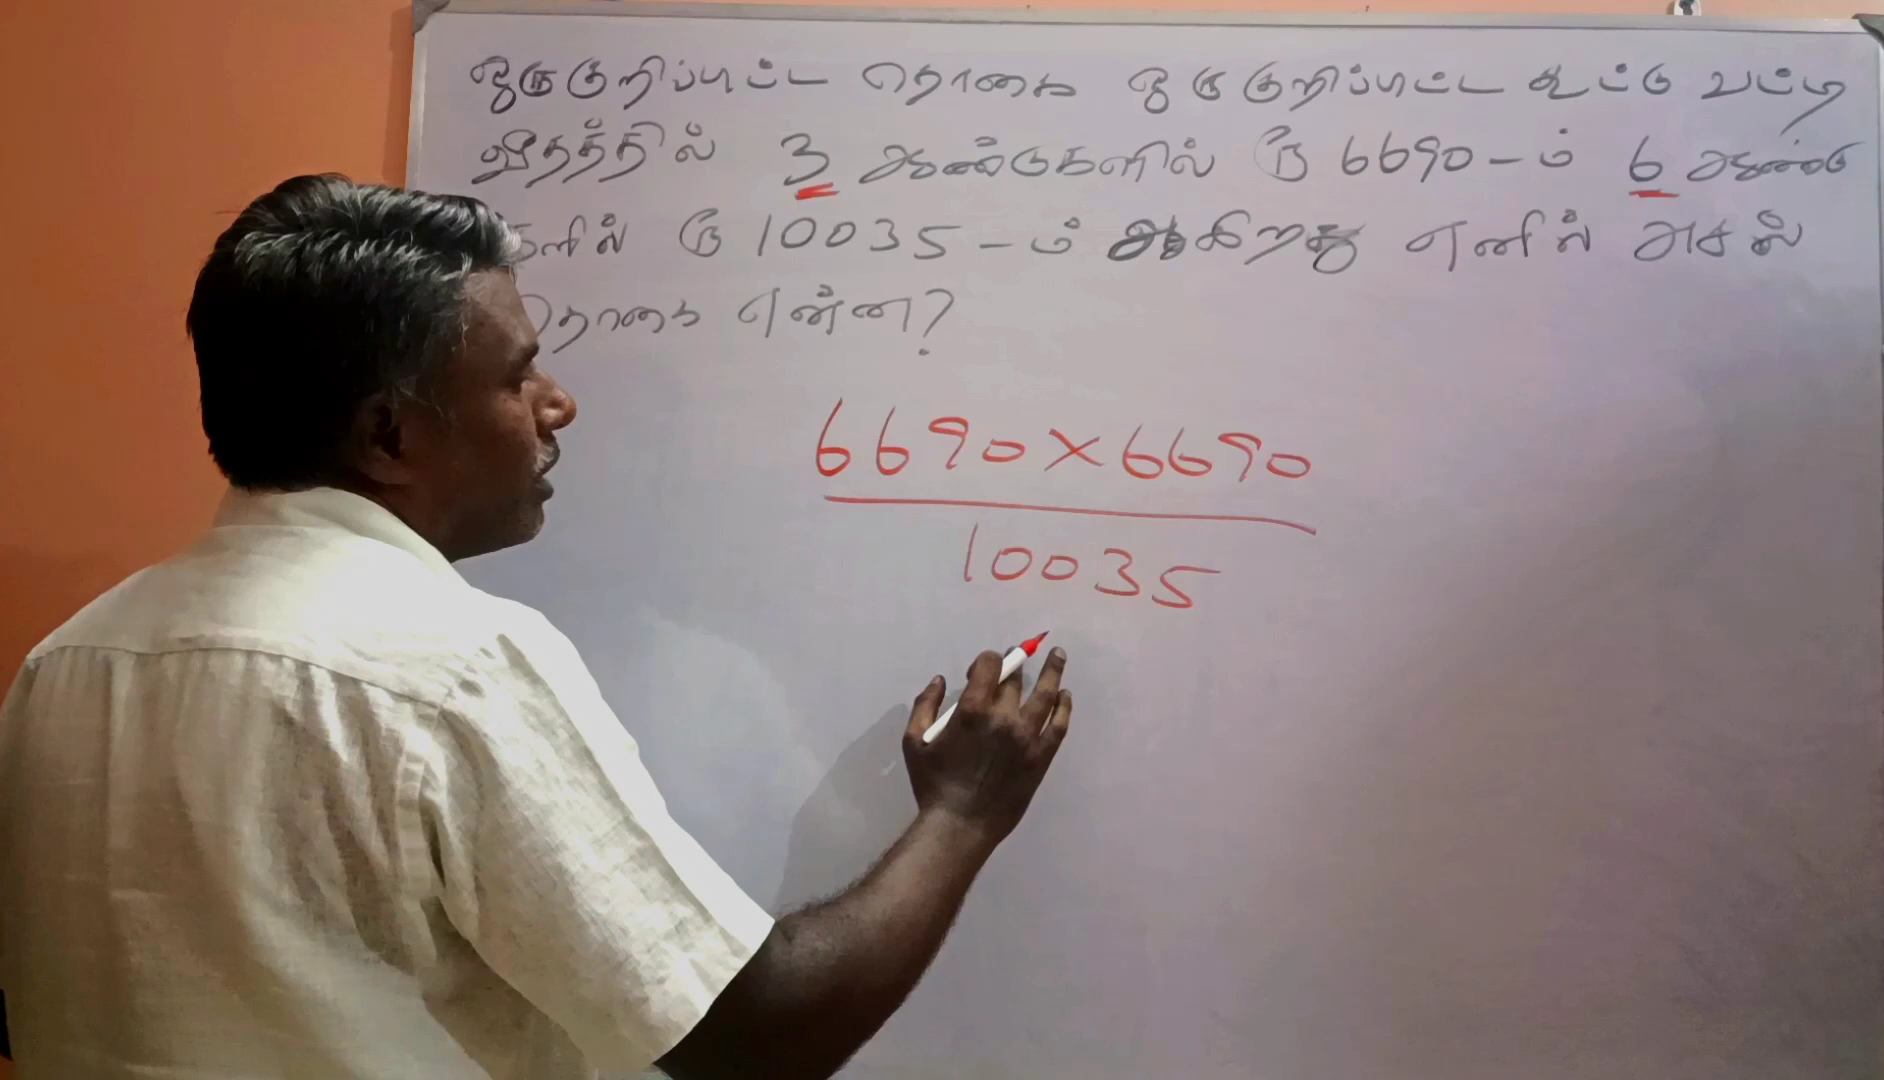 ஒரு குறிப்பிட்ட தொகை ஒரு குறிப்பிட்ட கூட்டு வட்டி
வீதத்தில் 3 ஆண்டுகளில் ரூ 6690-ம் 6 ஆண்டு
களில் ரூ 10035-ம் ஆகிறது எனில் அசல்
தொகை என்ன?
6690 × 6690
10035